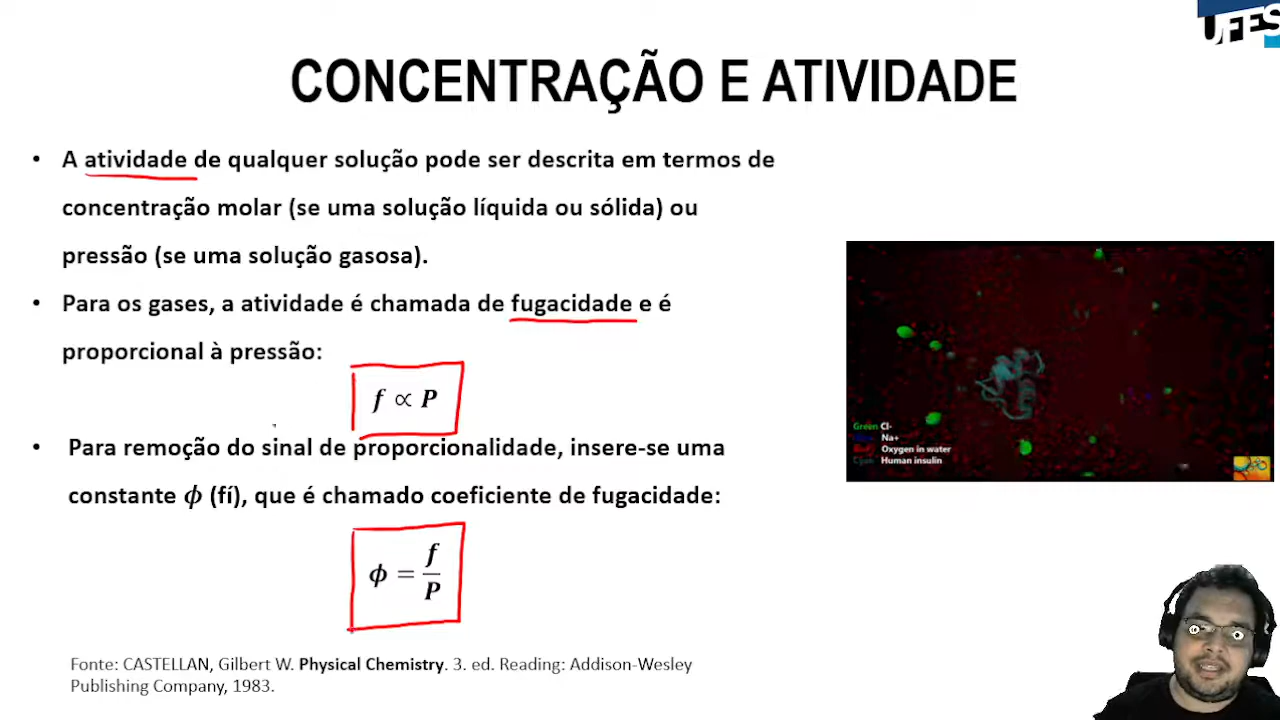 UFES
CONCENTRAÇÃO E ATIVIDADE
• A atividade de qualquer solução pode ser descrita em termos de
concentração molar (se uma solução líquida ou sólida) ou
pressão (se uma solução gasosa).
• Para os gases, a atividade é chamada de fugacidade e é
proporcional à pressão:
f ∝ P
• Para remoção do sinal de proporcionalidade, insere-se uma
constante ϕ (fí), que é chamado coeficiente de fugacidade:
ϕ = f/P
Green Cl-
Na+
Oxygen in water
Cyan Human insulin
Fonte: CASTELLAN, Gilbert W. Physical Chemistry. 3. ed. Reading: Addison-Wesley
Publishing Company, 1983.